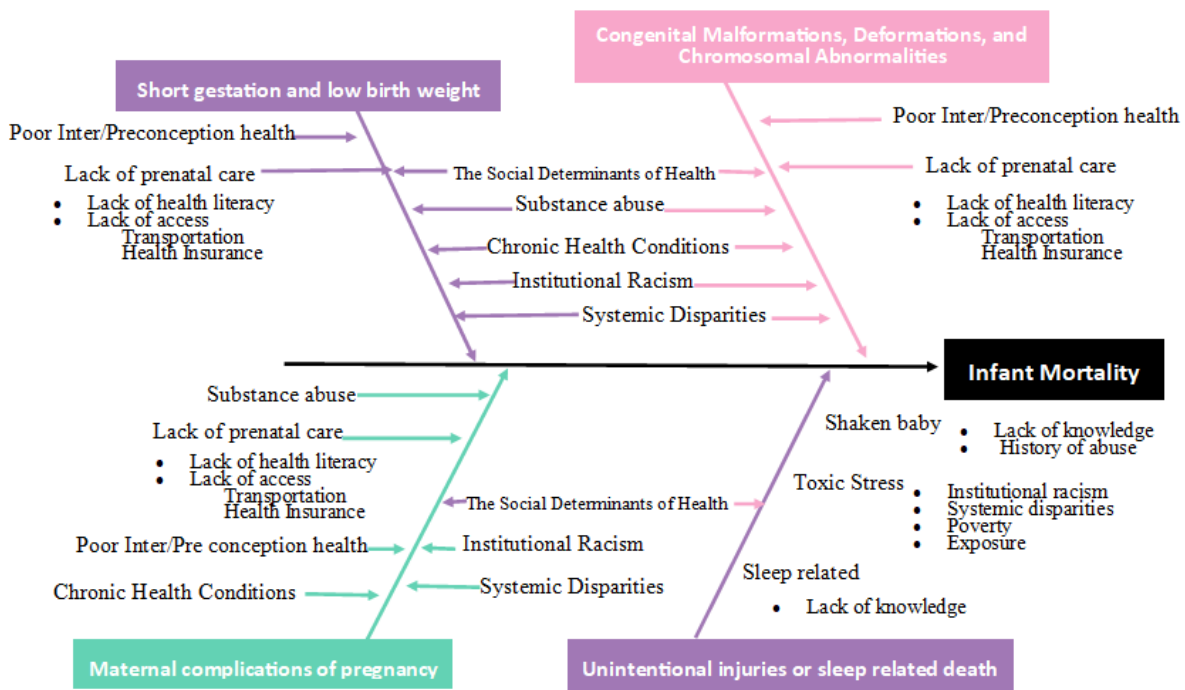 Congenital Malformations, Deformations, and
Chromosomal Abnormalities
Short gestation and low birth weight
Poor Inter/Preconception health
Lack of prenatal care
• Lack of health literacy
• Lack of access
Transportation
Health Insurance
The Social Determinants of Health
Substance abuse
Chronic Health Conditions
Institutional Racism
Systemic Disparities
Poor Inter/Preconception health
Lack of prenatal care
• Lack of health literacy
• Lack of access
Transportation
Health Insurance
Infant Mortality
Substance abuse
Lack of prenatal care
• Lack of health literacy
• Lack of access
Transportation
Health Insurance
Poor Inter/Pre conception health
Chronic Health Conditions
The Social Determinants of Health
Institutional Racism
Systemic Disparities
Shaken baby
• Lack of knowledge
• History of abuse
Toxic Stress
• Institutional racism
• Systemic disparities
• Poverty
• Exposure
Sleep related
• Lack of knowledge
Maternal complications of pregnancy
Unintentional injuries or sleep related death